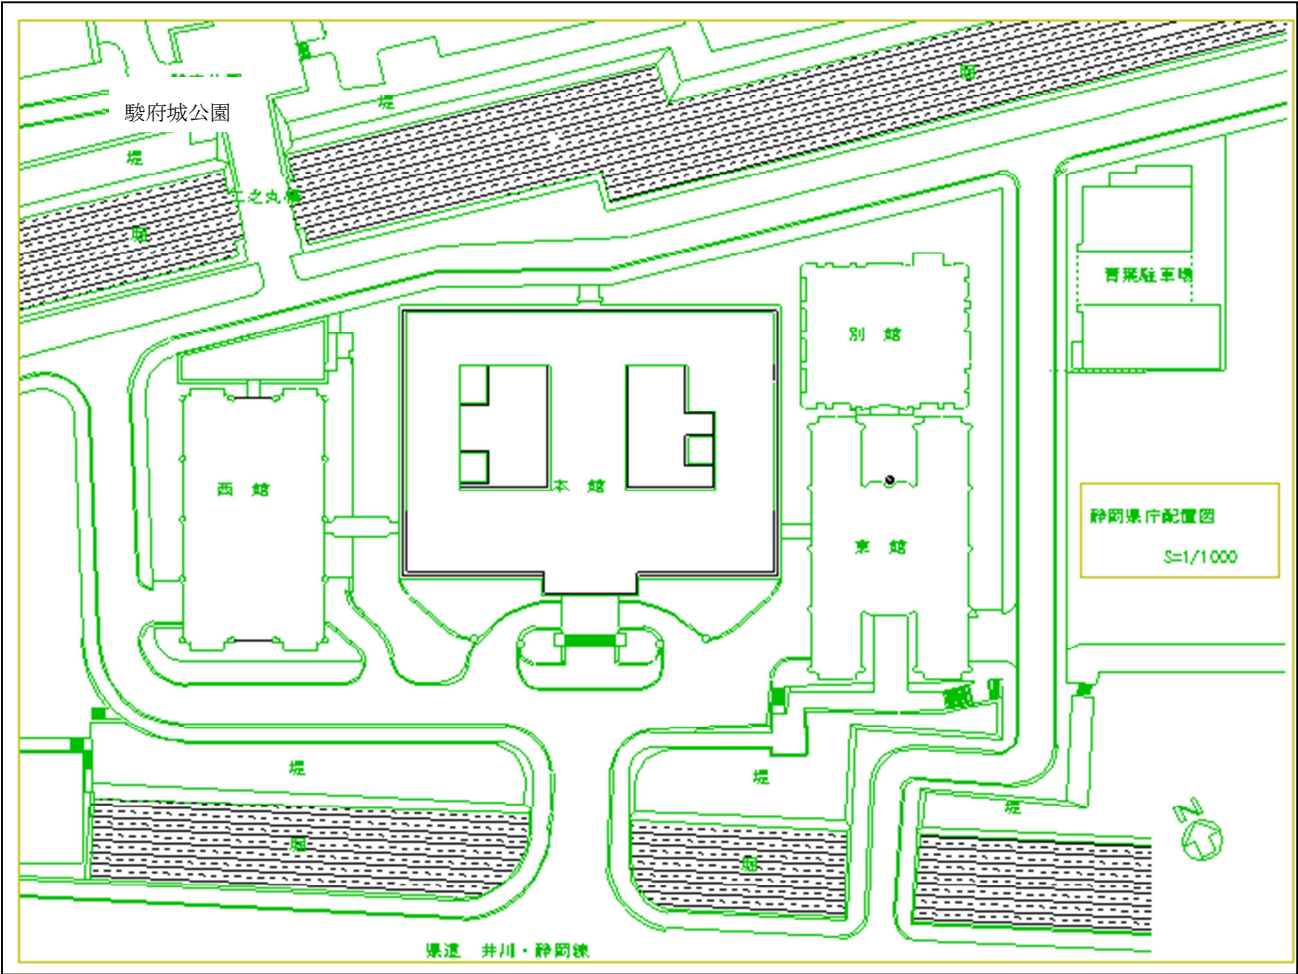 駿府城公園
堤
堀
堤
二之丸橋
堀
青葉駐車場
別 館
西 館
本 館
東 館
静岡県庁配置図
S=1/1000
堤
堤
堤
堀
堀
N
県道 井川・静岡線